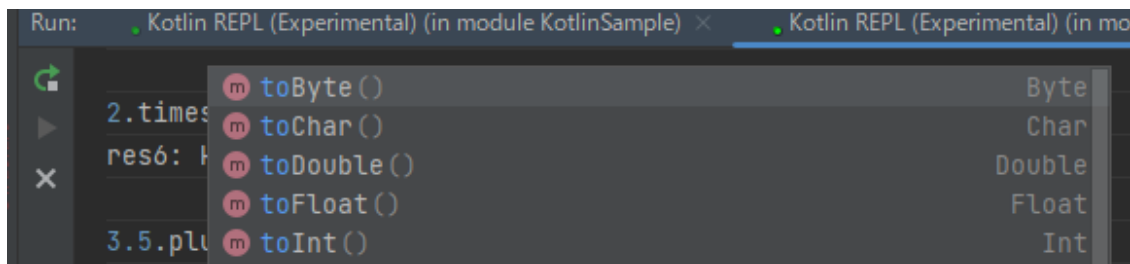 Run: Kotlin REPL (Experimental) (in module KotlinSample) × Kotlin REPL (Experimental) (in mo
toByte() Byte
2.times
toChar() Char
res6: k
toDouble() Double
toFloat() Float
3.5.plu
toInt() Int